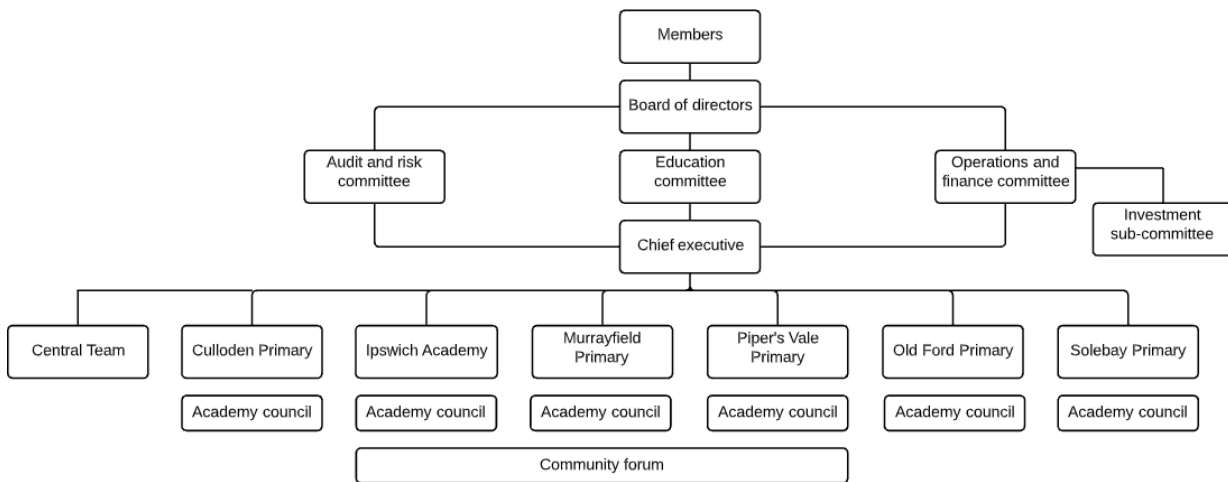 Members
Board of directors
Audit and risk
committee
Education
committee
Operations and
finance committee
Investment
sub-committee
Chief executive
Central Team
Culloden Primary
Ipswich Academy
Murrayfield
Primary
Piper's Vale
Primary
Old Ford Primary
Solebay Primary
Academy council
Academy council
Academy council
Academy council
Academy council
Academy council
Community forum